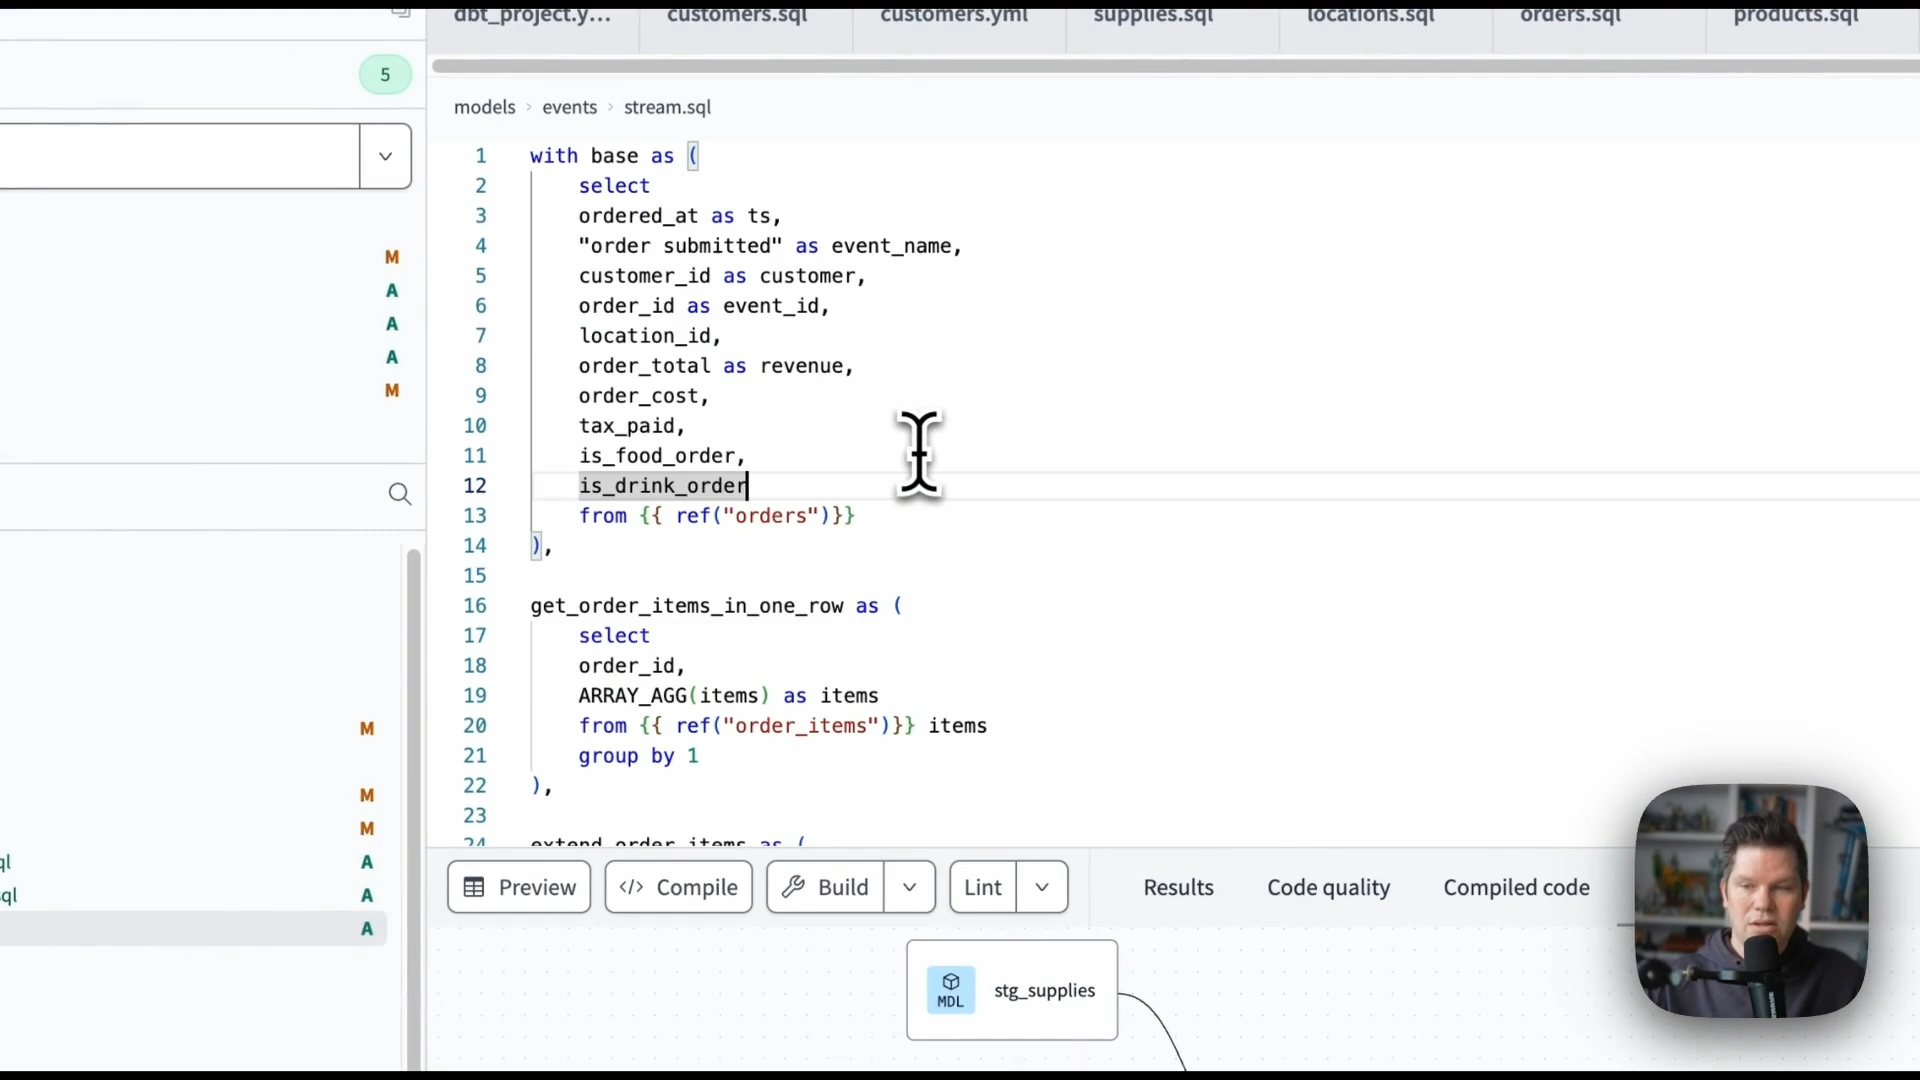 dbt_project.y...
customers.sql
customers.yml
supplies.sql
locations.sql
orders.sql
products.sql
5
models > events > stream.sql
M
A
A
A
M
1 with base as (
2 select
3 ordered_at as ts,
4 "order submitted" as event_name,
5 customer_id as customer,
6 order_id as event_id,
7 location_id,
8 order_total as revenue,
9 order_cost,
10 tax_paid,
11 is_food_order,
12 is_drink_order
13 from {{ ref("orders")}}
14 ),
15
16 get_order_items_in_one_row as (
17 select
18 order_id,
19 ARRAY_AGG(items) as items
20 from {{ ref("order_items")}} items
21 group by 1
22 ),
23
24 extend_order_items as (
M
M
M
ql A
sql A
A
Preview
</> Compile
Build
Lint
Results
Code quality
Compiled code
MDL
stg_supplies